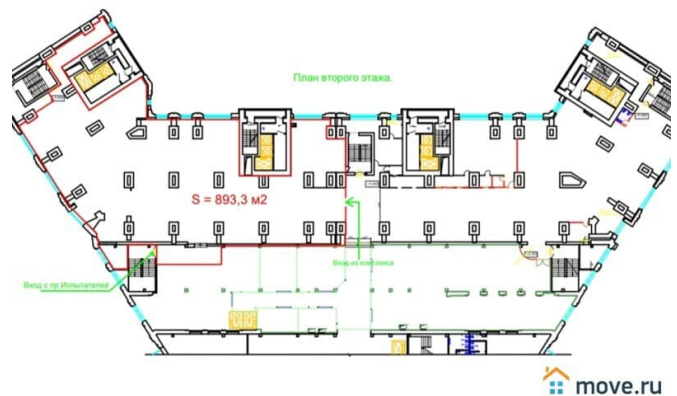 План второго этажа.
S = 893,3 м2
Вход из комплекса
Вход с пр.Испытателей
move.ru